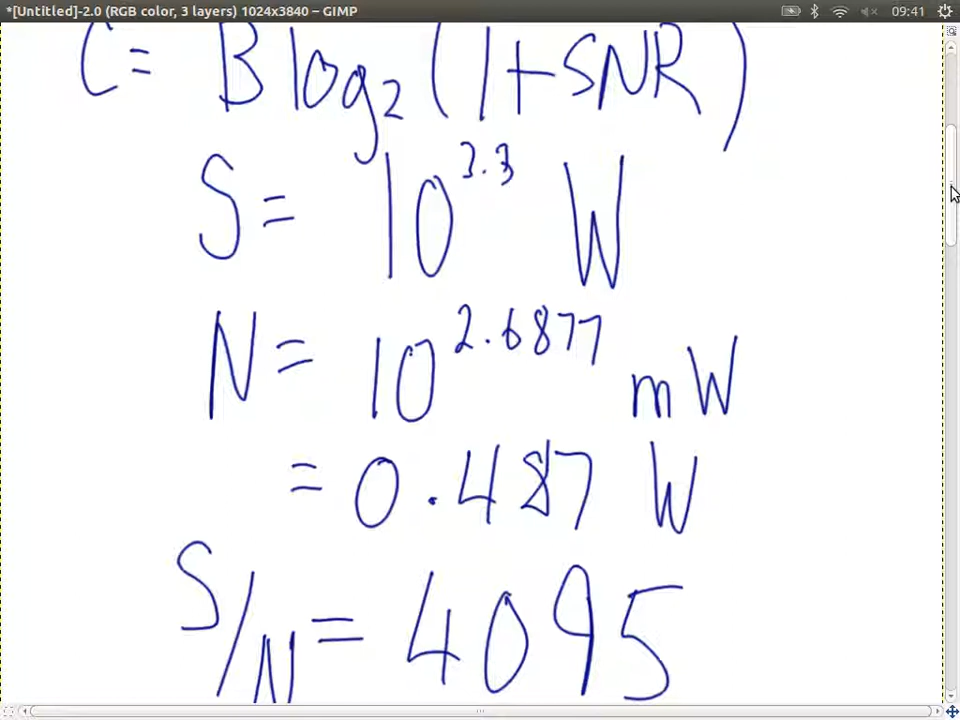 *[Untitled]-2.0 (RGB color, 3 layers) 1024x3840 – GIMP 09:41
C = B log₂ (1+SNR)
S = 10^3.3 W
N = 10^2.6877 mW
= 0.487 W
S/N = 4095